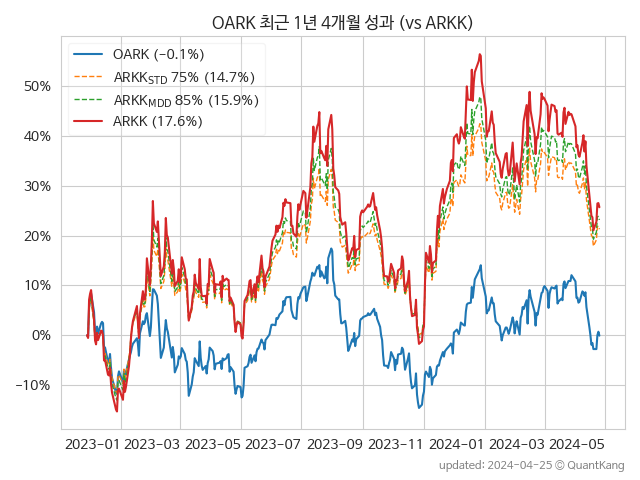 OARK 최근 1년 4개월 성과 (vs ARKK)
OARK (−0.1%)
ARKK_STD 75% (14.7%)
ARKK_MDD 85% (15.9%)
ARKK (17.6%)
50%
40%
30%
20%
10%
0%
−10%
2023-01 2023-03 2023-05 2023-07 2023-09 2023-11 2024-01 2024-03 2024-05
updated: 2024-04-25 © QuantKang